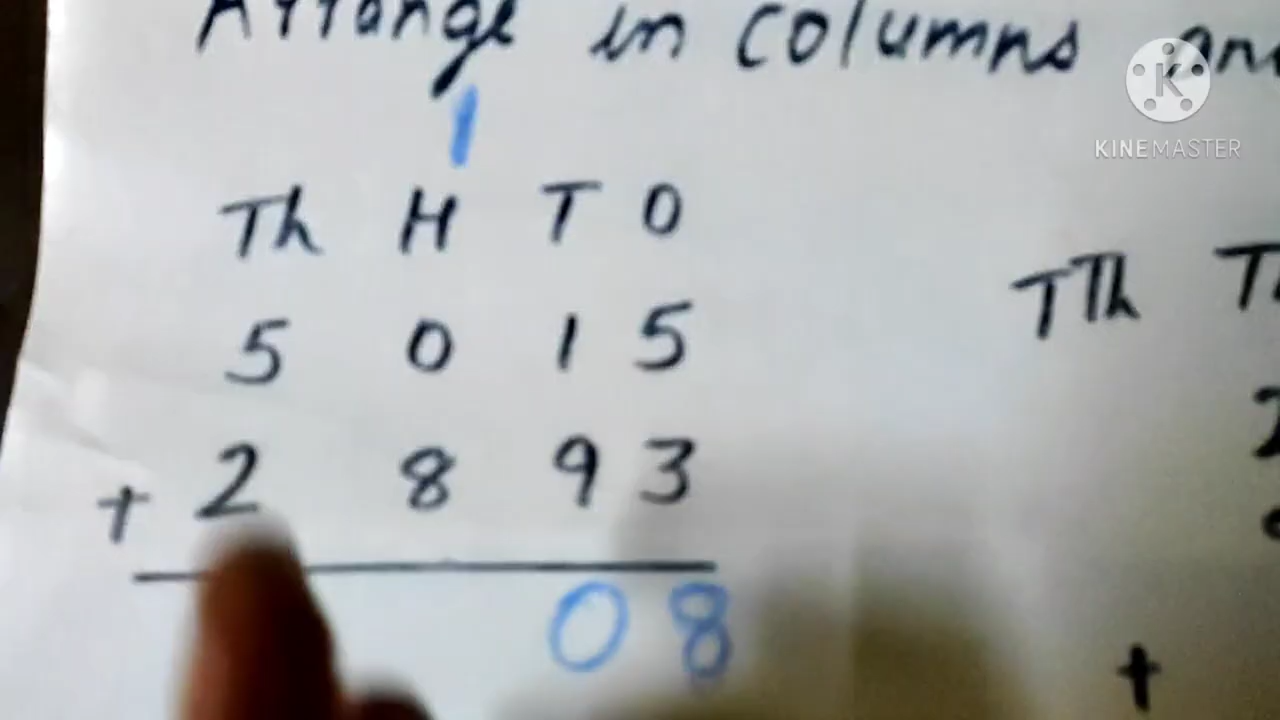 Arrange in columns
K
KINEMASTER
1
Th H T O
5 0 1 5
+ 2 8 9 3
0 8
TTh
+